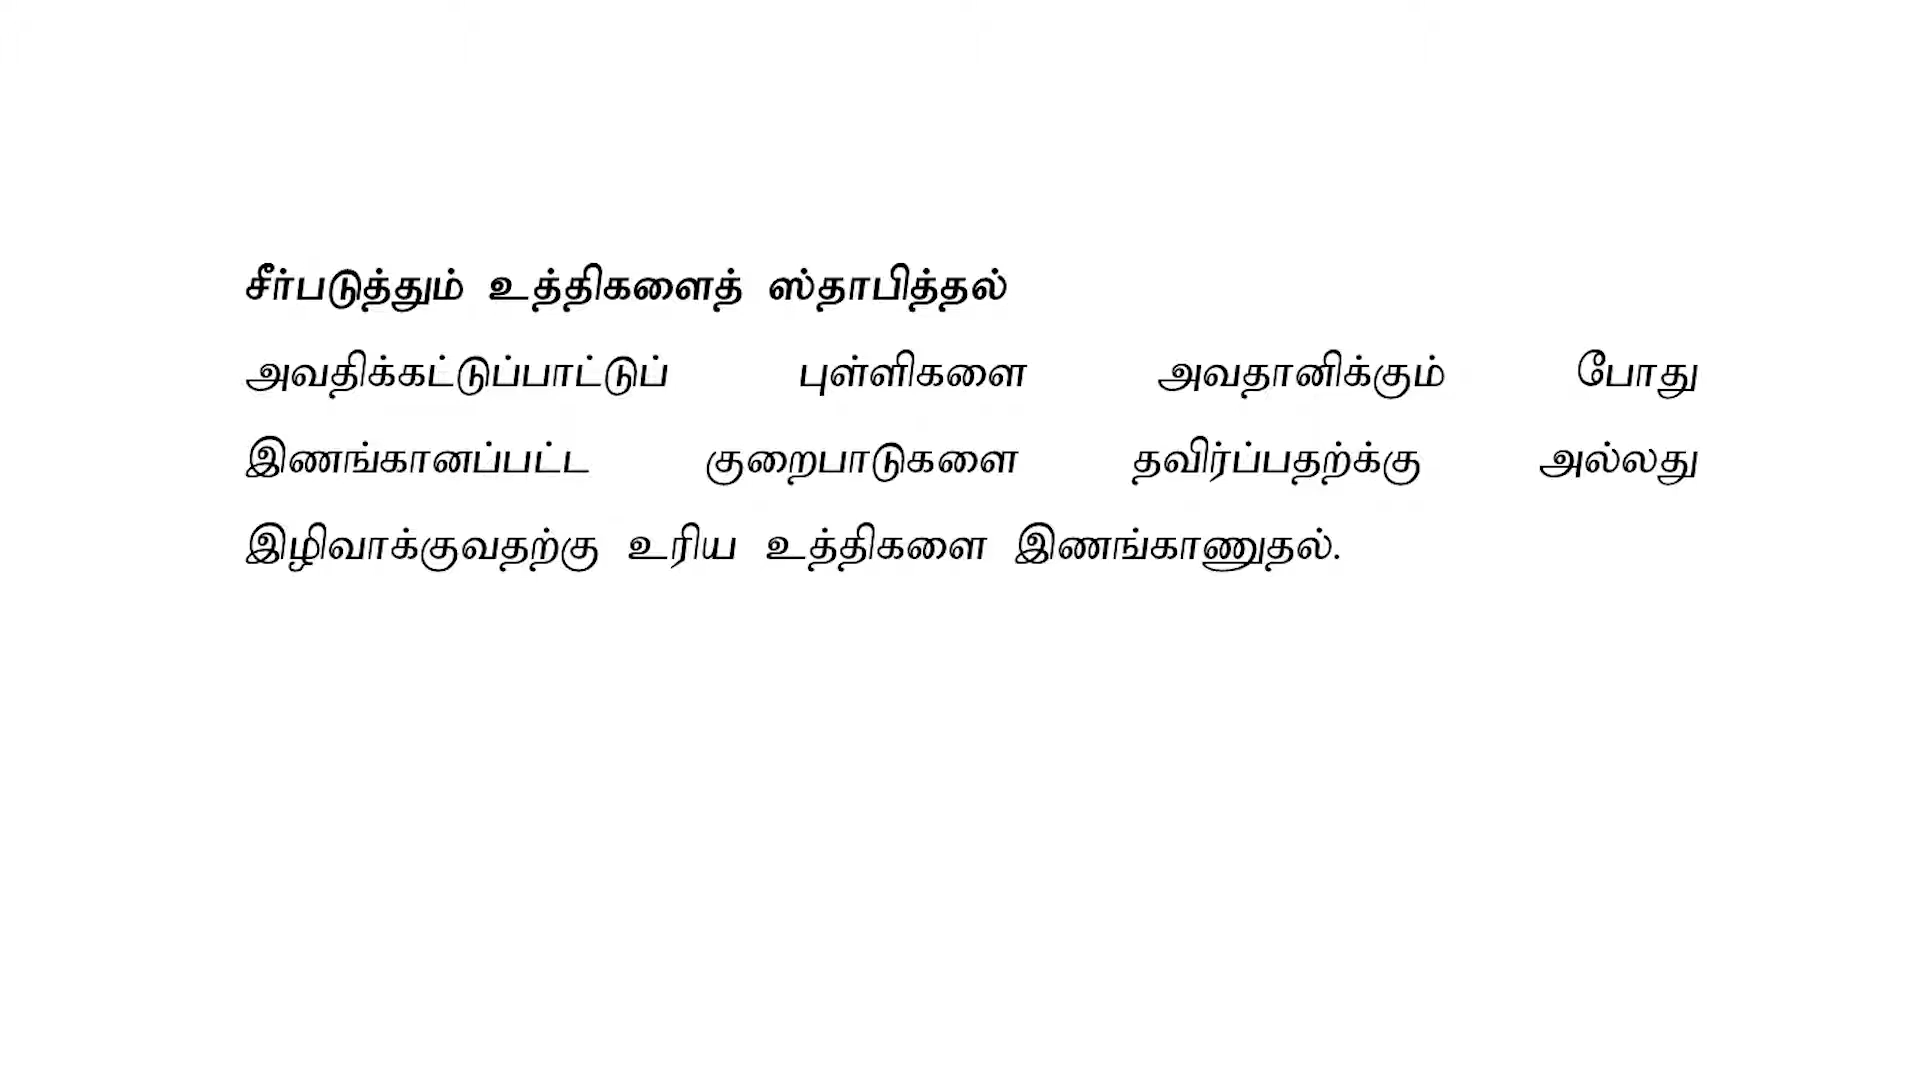 சீர்படுத்தும் உத்திகளைத் ஸ்தாபித்தல்
அவதிக்கட்டுப்பாட்டுப் புள்ளிகளை அவதானிக்கும் போது
இணங்கானப்பட்ட குறைபாடுகளை தவிர்ப்பதற்க்கு அல்லது
இழிவாக்குவதற்கு உரிய உத்திகளை இணங்காணுதல்.